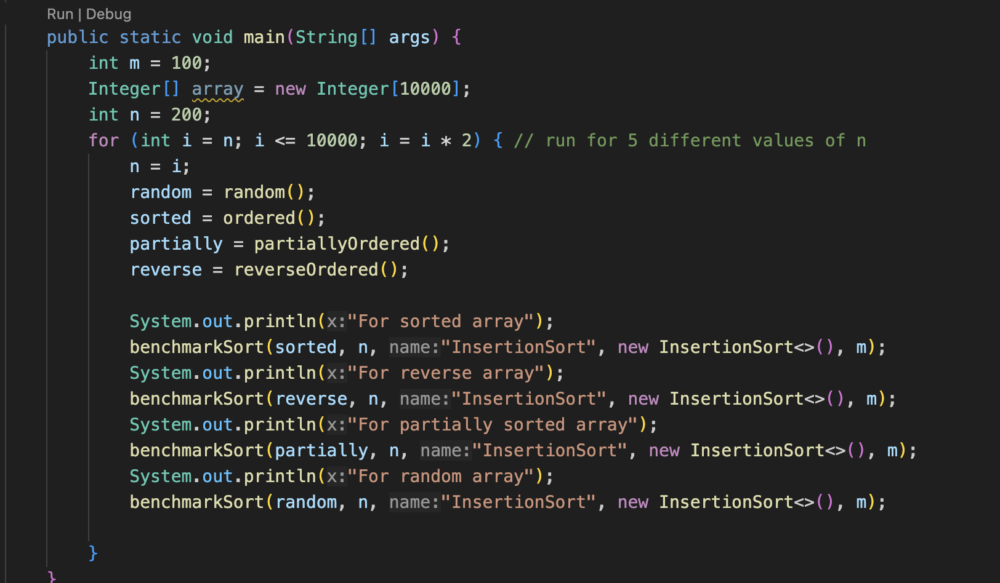 Run | Debug
public static void main(String[] args) {
int m = 100;
Integer[] array = new Integer[10000];
int n = 200;
for (int i = n; i <= 10000; i = i * 2) { // run for 5 different values of n
n = i;
random = random();
sorted = ordered();
partially = partiallyOrdered();
reverse = reverseOrdered();
System.out.println(x:"For sorted array");
benchmarkSort(sorted, n, name:"InsertionSort", new InsertionSort<>(), m);
System.out.println(x:"For reverse array");
benchmarkSort(reverse, n, name:"InsertionSort", new InsertionSort<>(), m);
System.out.println(x:"For partially sorted array");
benchmarkSort(partially, n, name:"InsertionSort", new InsertionSort<>(), m);
System.out.println(x:"For random array");
benchmarkSort(random, n, name:"InsertionSort", new InsertionSort<>(), m);
}
}